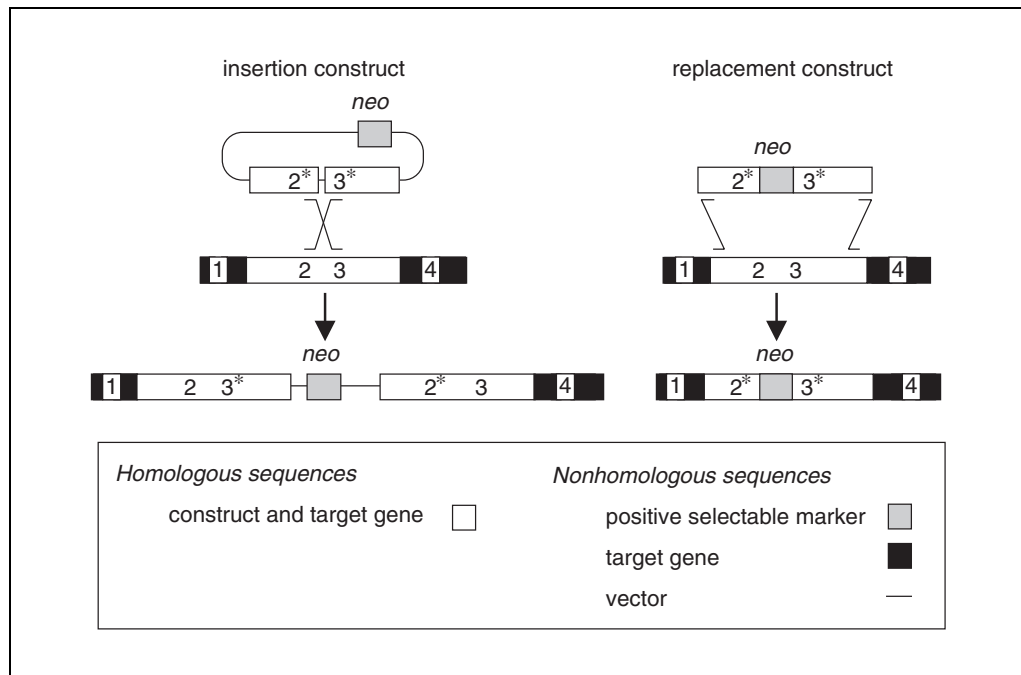 insertion construct
neo
2* 3*
1 2 3 4
neo
1 2 3* 2* 3 4
replacement construct
neo
2* 3*
1 2 3 4
neo
1 2* 3* 4
Homologous sequences
construct and target gene
Nonhomologous sequences
positive selectable marker
target gene
vector